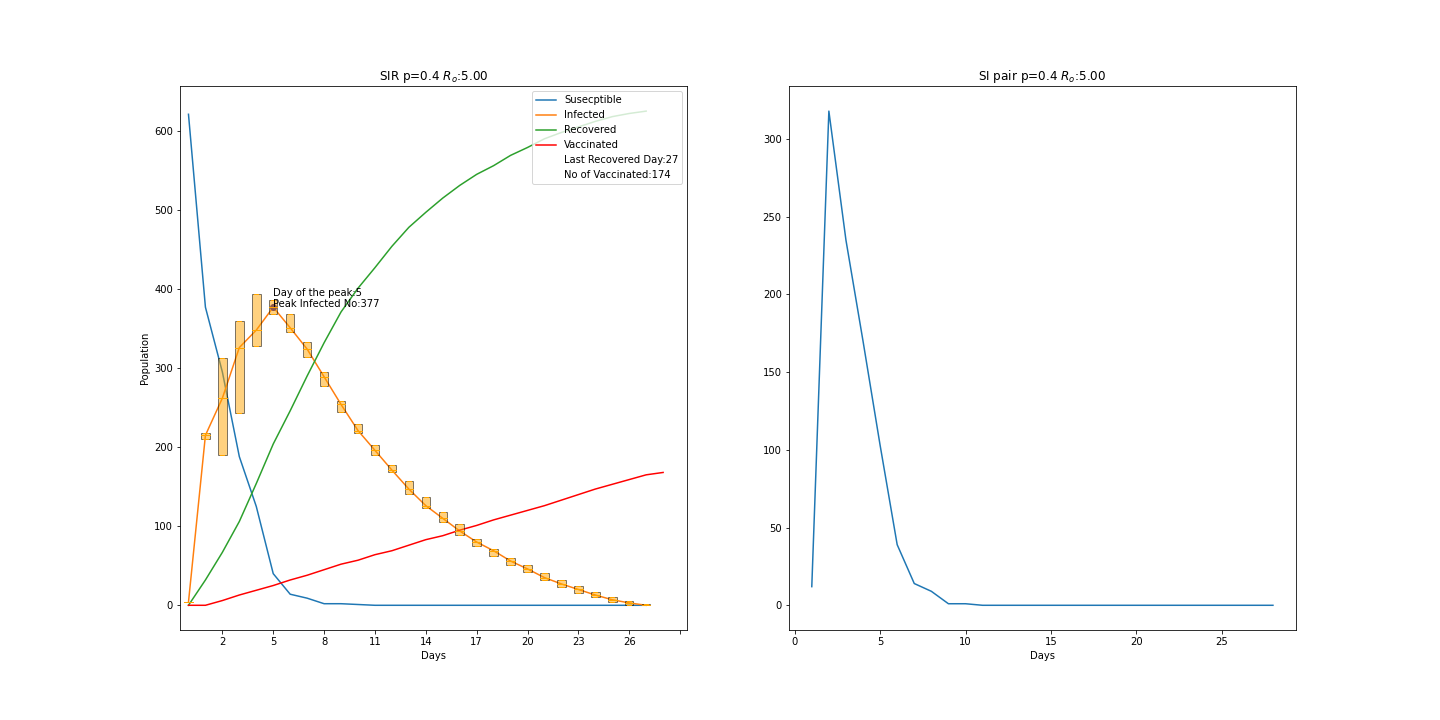 SIR p=0.4 Rₒ:5.00
Susecptible
Infected
Recovered
Vaccinated
Last Recovered Day:27
No of Vaccinated:174
600
500
400
300
200
100
0
Population
Day of the peak:5
Peak Infected No:377
2 5 8 11 14 17 20 23 26
Days
SI pair p=0.4 Rₒ:5.00
300
250
200
150
100
50
0
0 5 10 15 20 25
Days